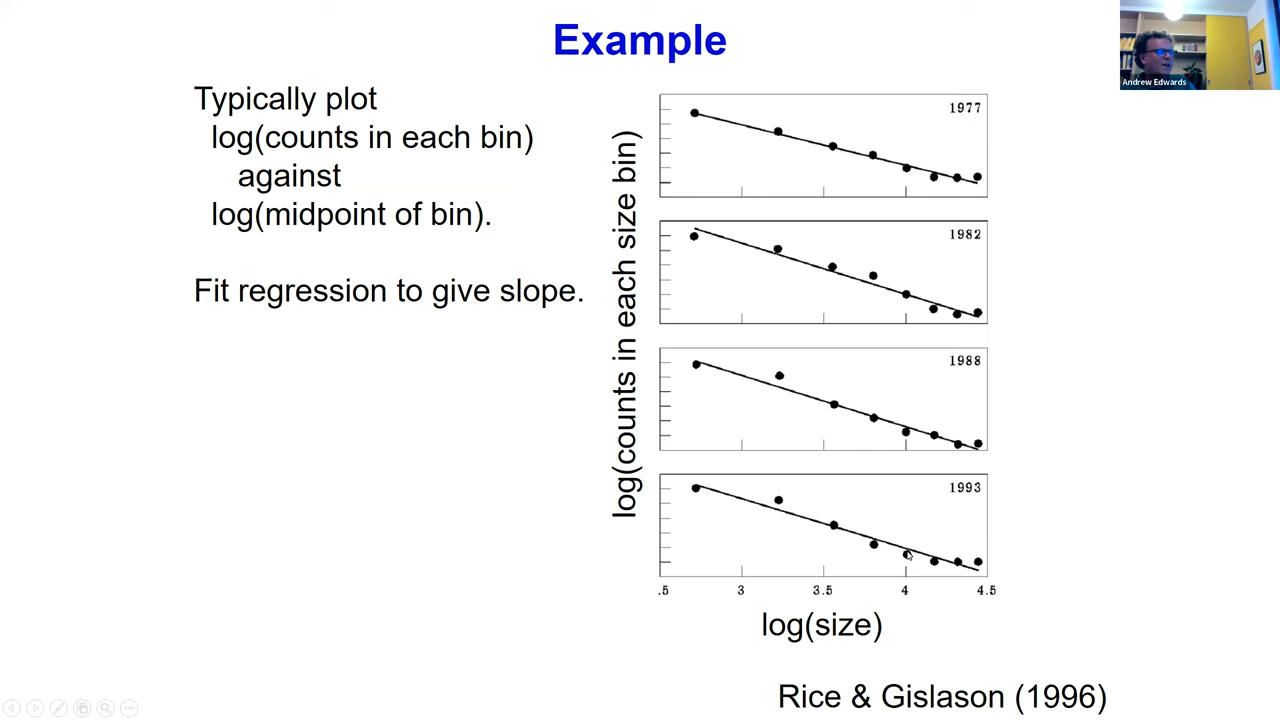 Example
Andrew Edwards
Typically plot
log(counts in each bin)
against
log(midpoint of bin).
Fit regression to give slope.
log(counts in each size bin)
1977
1982
1988
1993
.5 3 3.5 4 4.5
log(size)
Rice & Gislason (1996)